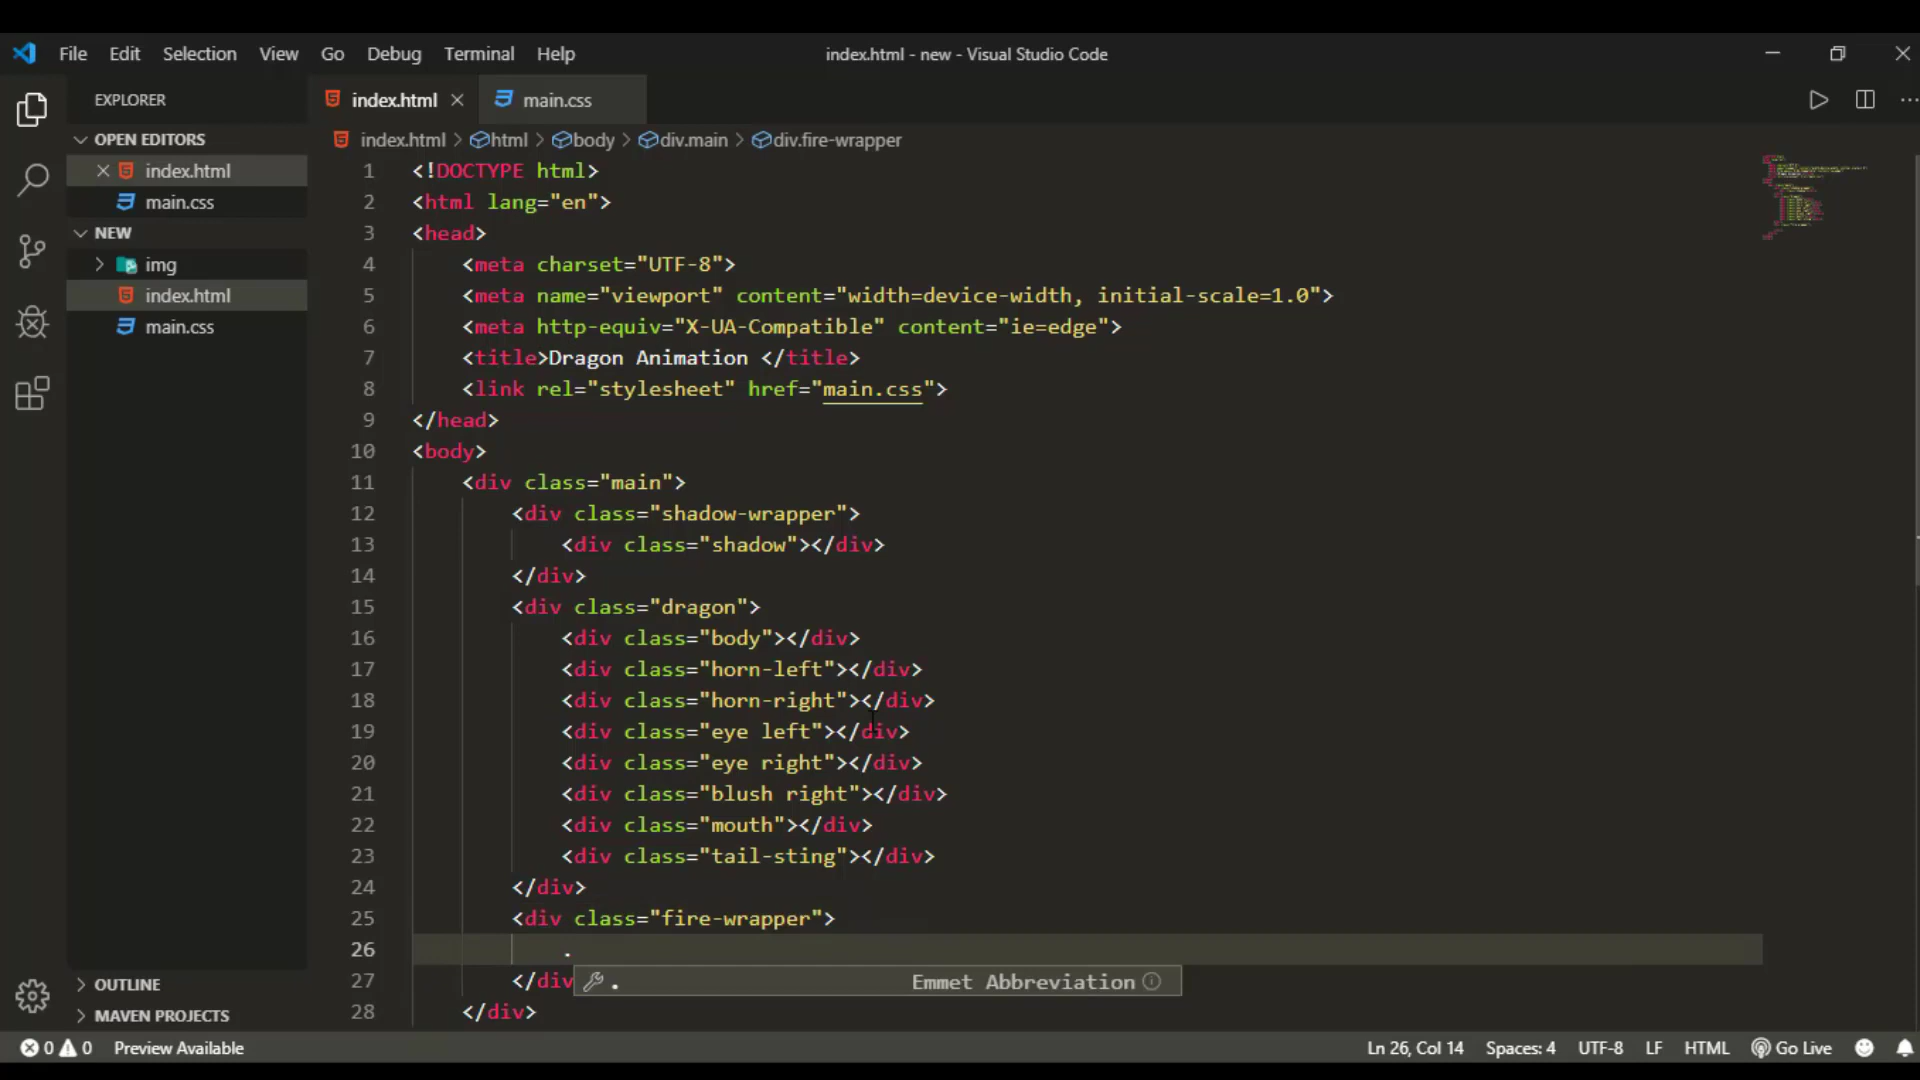 File Edit Selection View Go Debug Terminal Help
index.html - new - Visual Studio Code
EXPLORER
OPEN EDITORS
index.html
main.css
NEW
img
index.html
main.css
OUTLINE
MAVEN PROJECTS
index.html main.css
index.html > html > body > div.main > div.fire-wrapper
1 <!DOCTYPE html>
2 <html lang="en">
3 <head>
4 <meta charset="UTF-8">
5 <meta name="viewport" content="width=device-width, initial-scale=1.0">
6 <meta http-equiv="X-UA-Compatible" content="ie=edge">
7 <title>Dragon Animation </title>
8 <link rel="stylesheet" href="main.css">
9 </head>
10 <body>
11 <div class="main">
12 <div class="shadow-wrapper">
13 <div class="shadow"></div>
14 </div>
15 <div class="dragon">
16 <div class="body"></div>
17 <div class="horn-left"></div>
18 <div class="horn-right"></div>
19 <div class="eye left"></div>
20 <div class="eye right"></div>
21 <div class="blush right"></div>
22 <div class="mouth"></div>
23 <div class="tail-sting"></div>
24 </div>
25 <div class="fire-wrapper">
26 .
27 </div
. Emmet Abbreviation
28 </div>
0 0 Preview Available
Ln 26, Col 14 Spaces: 4 UTF-8 LF HTML Go Live